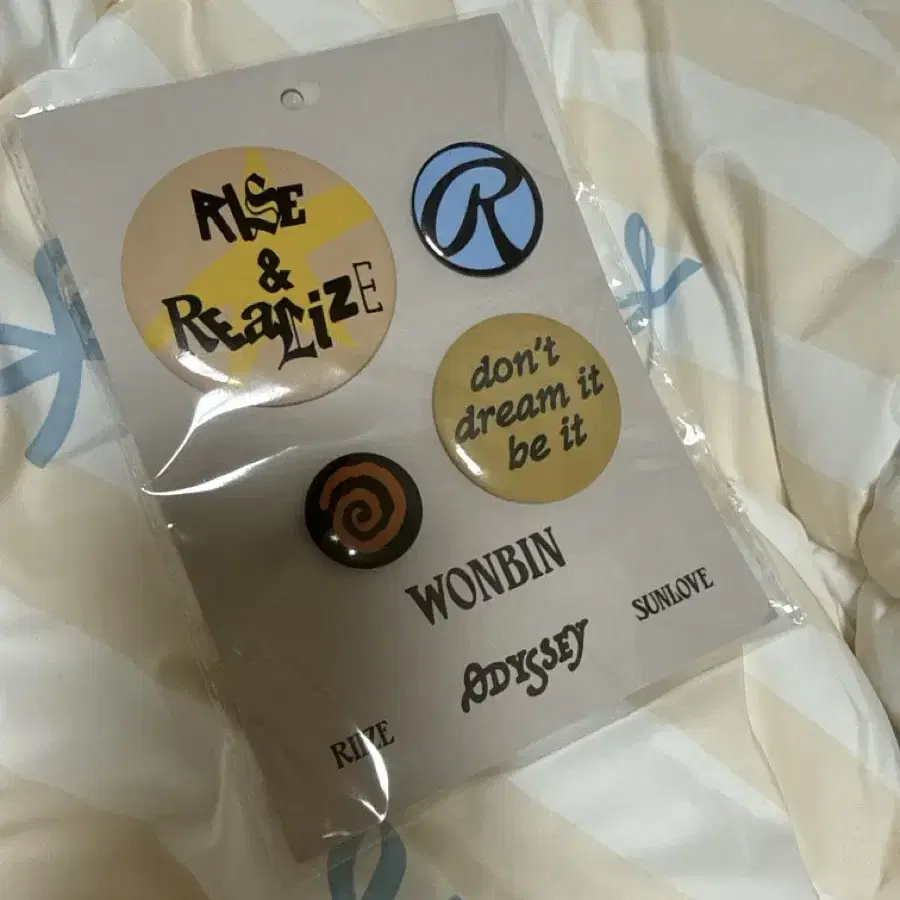 RISE
&
REALiZE
R
don't
dream it
be it
WONBIN
SUNLOVE
ODYSSEY
RIIZE